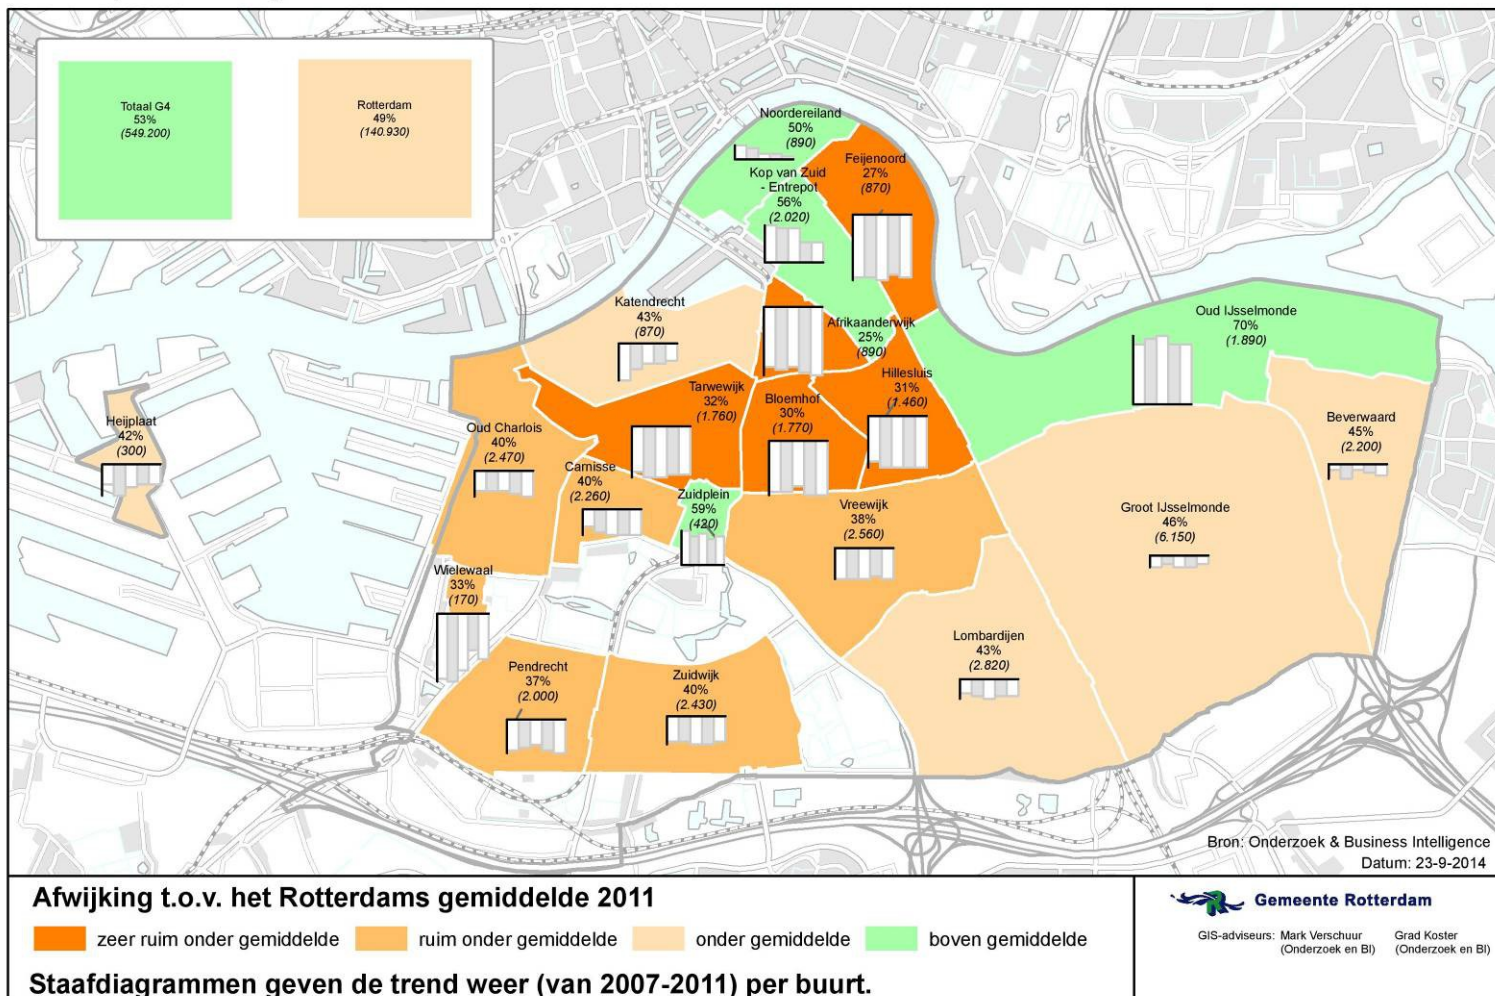 Totaal G4
53%
(549.200)
Rotterdam
49%
(140.930)
Noordereiland
50%
(890)
Feijenoord
27%
(870)
Kop van Zuid
- Entrepot
56%
(2.020)
Katendrecht
43%
(870)
Afrikaanderwijk
25%
(890)
Oud IJsselmonde
70%
(1.890)
Hillesluis
31%
(1.460)
Tarwewijk
32%
(1.760)
Bloemhof
30%
(1.770)
Heijplaat
42%
(300)
Oud Charlois
40%
(2.470)
Carnisse
40%
(2.260)
Zuidplein
59%
(420)
Vreewijk
38%
(2.560)
Beverwaard
45%
(2.200)
Groot IJsselmonde
46%
(6.150)
Wielewaal
33%
(170)
Lombardijen
43%
(2.820)
Pendrecht
37%
(2.000)
Zuidwijk
40%
(2.430)
Bron: Onderzoek & Business Intelligence
Datum: 23-9-2014
Afwijking t.o.v. het Rotterdams gemiddelde 2011
zeer ruim onder gemiddelde
ruim onder gemiddelde
onder gemiddelde
boven gemiddelde
Staafdiagrammen geven de trend weer (van 2007-2011) per buurt.
Gemeente Rotterdam
GIS-adviseurs: Mark Verschuur Grad Koster
(Onderzoek en BI) (Onderzoek en BI)